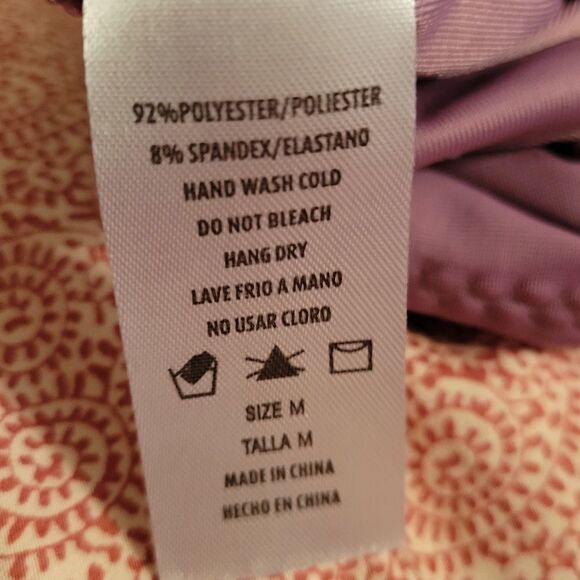 92%POLYESTER/POLIESTER
8% SPANDEX/ELASTANO
HAND WASH COLD
DO NOT BLEACH
HANG DRY
LAVE FRIO A MANO
NO USAR CLORO
SIZE M
TALLA M
MADE IN CHINA
HECHO EN CHINA